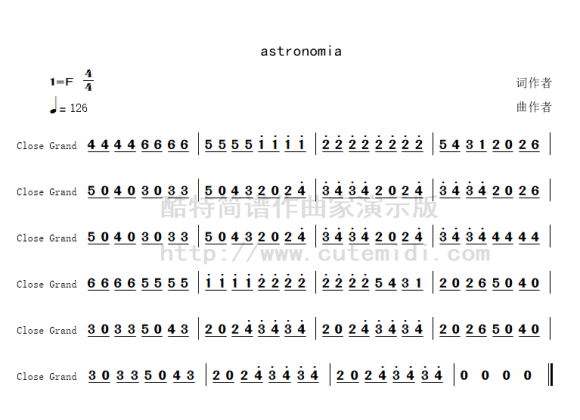 astronomia
1=F 4/4
词作者
♩= 126
曲作者
Close Grand 4 4 4 4 6 6 6 6 | 5 5 5 5 i i i i | 2̇ 2̇ 2̇ 2̇ 2̇ 2̇ 2̇ 2̇ | 5 4 3 1 2 0 2 6 |
Close Grand 5 0 4 0 3 0 3 3 | 5 0 4 3 2 0 2 4̇ | 3̇ 4̇ 3̇ 4̇ 2 0 2 4̇ | 3̇ 4̇ 3̇ 4̇ 2 0 2 6 |
酷特简谱作曲家演示版
Close Grand 5 0 4 0 3 0 3 3 | 5 0 4 3 2 0 2 4̇ | 3̇ 4̇ 3̇ 4̇ 2 0 2 4̇ | 3̇ 4̇ 3̇ 4̇ 4 4 4 4 |
http://www.cutemidi.com
Close Grand 6 6 6 6 5 5 5 5 | i i i i 2̇ 2̇ 2̇ 2̇ | 2̇ 2̇ 2̇ 2̇ 5 4 3 1 | 2 0 2 6 5 0 4 0 |
Close Grand 3 0 3 3 5 0 4 3 | 2 0 2 4̇ 3̇ 4̇ 3̇ 4̇ | 2 0 2 4̇ 3̇ 4̇ 3̇ 4̇ | 2 0 2 6 5 0 4 0 |
Close Grand 3 0 3 3 5 0 4 3 | 2 0 2 4̇ 3̇ 4̇ 3̇ 4̇ | 2 0 2 4̇ 3̇ 4̇ 3̇ 4̇ | 0 0 0 0 ‖